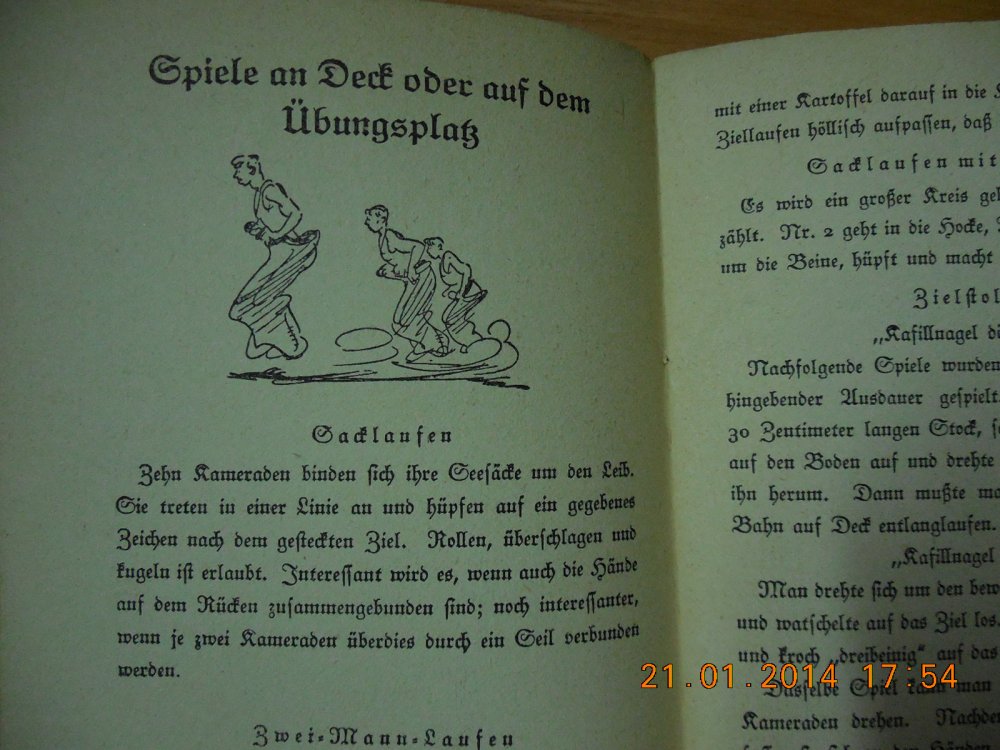 Spiele an Deck oder auf dem
Übungsplatz
Sacklaufen
Zehn Kameraden binden sich ihre Seesäcke um den Leib.
Sie treten in einer Linie an und hüpfen auf ein gegebenes
Zeichen nach dem gesteckten Ziel. Rollen, überschlagen und
kugeln ist erlaubt. Interessant wird es, wenn auch die Hände
auf dem Rücken zusammengebunden sind; noch interessanter,
wenn je zwei Kameraden überdies durch ein Seil verbunden
werden.
Zwei-Mann-Laufen
mit einer Kartoffel darauf in die
Ziellaufen höllisch aufpassen, daß
Sacklaufen mit
Es wird ein großer Kreis
zählt. Nr. 2 geht in die Hocke,
um die Beine, hüpft und macht
„Kafillnagel
Nachfolgende Spiele wurden
hingebender Ausdauer gespielt.
30 Zentimeter langen Stock,
auf den Boden auf und drehte
ihn herum. Dann mußte
Bahn auf Deck entlanglaufen.
„Kafillnagel
Man drehte sich um den
und watschelte auf das Ziel los.
und kroch „dreibeinig“ auf das
Dasselbe Spiel kann man
Kameraden drehen.
21.01.2014 17:54